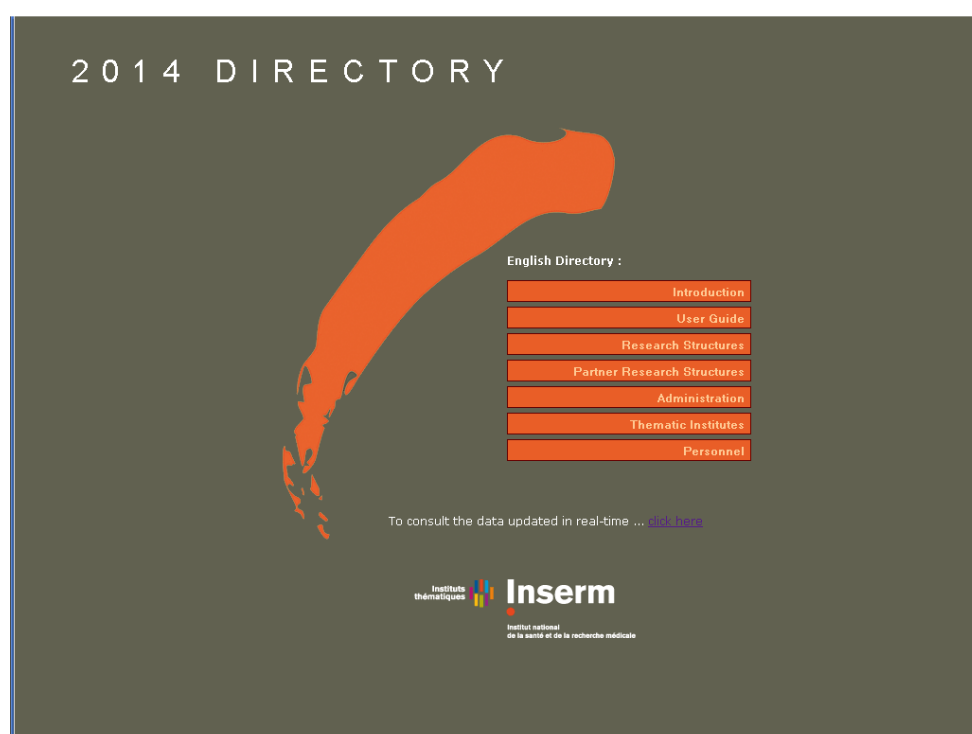 2014 DIRECTORY
English Directory :
Introduction
User Guide
Research Structures
Partner Research Structures
Administration
Thematic Institutes
Personnel
To consult the data updated in real-time ... click here
Instituts
thématiques
Inserm
Institut national
de la santé et de la recherche médicale